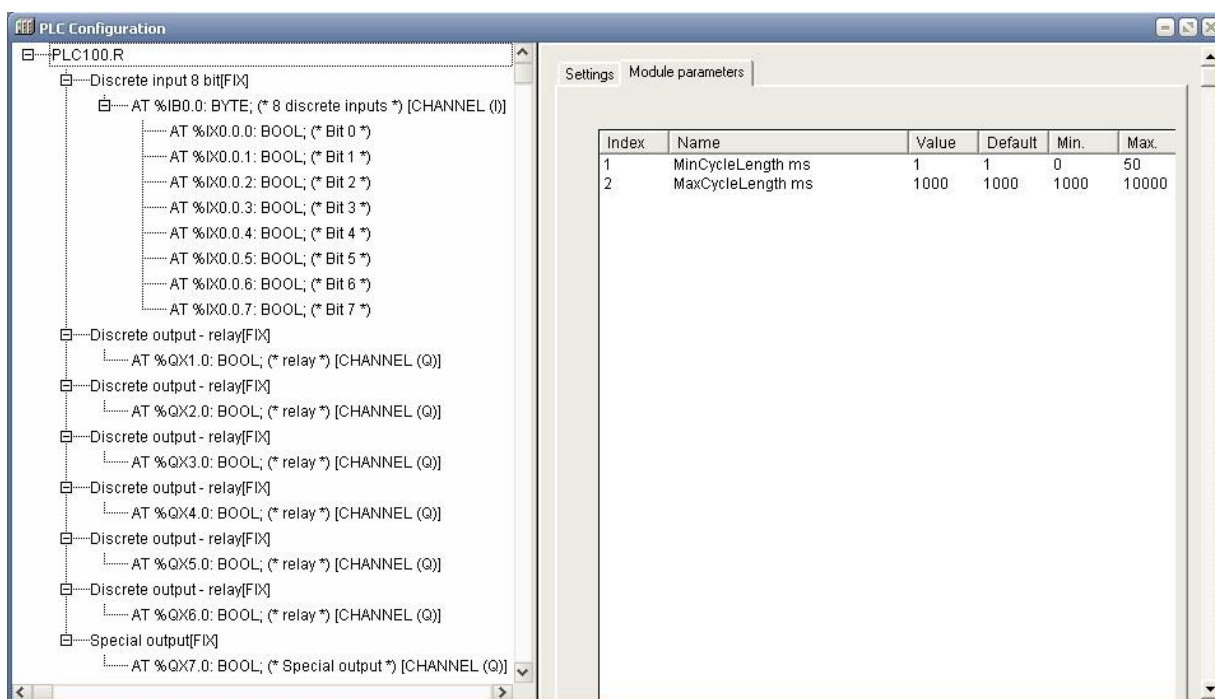 PLC Configuration
PLC100.R
Discrete input 8 bit[FIX]
AT %IB0.0: BYTE; (* 8 discrete inputs *) [CHANNEL (I)]
AT %IX0.0.0: BOOL; (* Bit 0 *)
AT %IX0.0.1: BOOL; (* Bit 1 *)
AT %IX0.0.2: BOOL; (* Bit 2 *)
AT %IX0.0.3: BOOL; (* Bit 3 *)
AT %IX0.0.4: BOOL; (* Bit 4 *)
AT %IX0.0.5: BOOL; (* Bit 5 *)
AT %IX0.0.6: BOOL; (* Bit 6 *)
AT %IX0.0.7: BOOL; (* Bit 7 *)
Discrete output - relay[FIX]
AT %QX1.0: BOOL; (* relay *) [CHANNEL (Q)]
Discrete output - relay[FIX]
AT %QX2.0: BOOL; (* relay *) [CHANNEL (Q)]
Discrete output - relay[FIX]
AT %QX3.0: BOOL; (* relay *) [CHANNEL (Q)]
Discrete output - relay[FIX]
AT %QX4.0: BOOL; (* relay *) [CHANNEL (Q)]
Discrete output - relay[FIX]
AT %QX5.0: BOOL; (* relay *) [CHANNEL (Q)]
Discrete output - relay[FIX]
AT %QX6.0: BOOL; (* relay *) [CHANNEL (Q)]
Special output[FIX]
AT %QX7.0: BOOL; (* Special output *) [CHANNEL (Q)]
Settings Module parameters
Index Name Value Default Min. Max.
1 MinCycleLength ms 1 1 0 50
2 MaxCycleLength ms 1000 1000 1000 10000